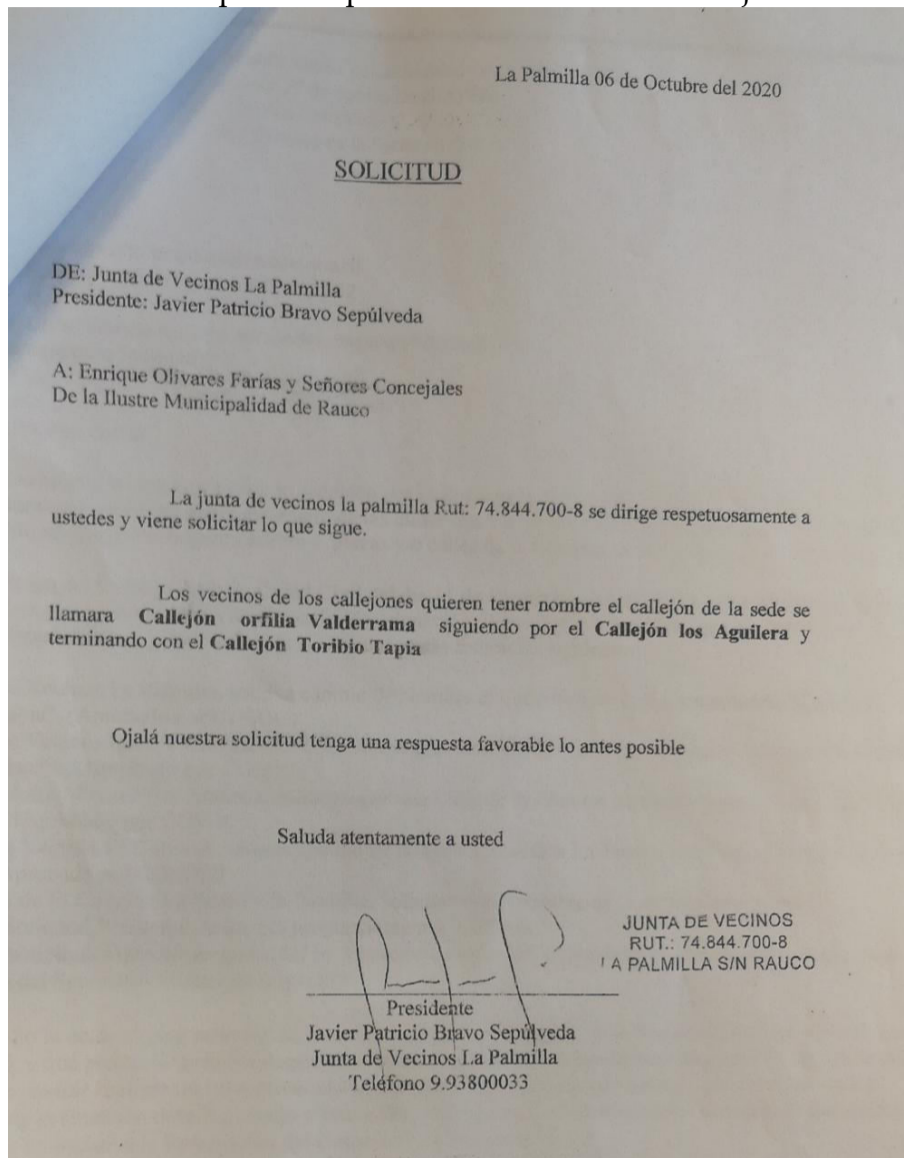 La Palmilla 06 de Octubre del 2020
SOLICITUD
DE: Junta de Vecinos La Palmilla
Presidente: Javier Patricio Bravo Sepúlveda
A: Enrique Olivares Farías y Señores Concejales
De la Ilustre Municipalidad de Rauco
La junta de vecinos la palmilla Rut: 74.844.700-8 se dirige respetuosamente a
ustedes y viene solicitar lo que sigue.
Los vecinos de los callejones quieren tener nombre el callejón de la sede se
llamara Callejón orfilia Valderrama siguiendo por el Callejón los Aguilera y
terminando con el Callejón Toribio Tapia
Ojalá nuestra solicitud tenga una respuesta favorable lo antes posible
Saluda atentamente a usted
JUNTA DE VECINOS
RUT.: 74.844.700-8
A PALMILLA S/N RAUCO
Presidente
Javier Patricio Bravo Sepúlveda
Junta de Vecinos La Palmilla
Teléfono 9.93800033